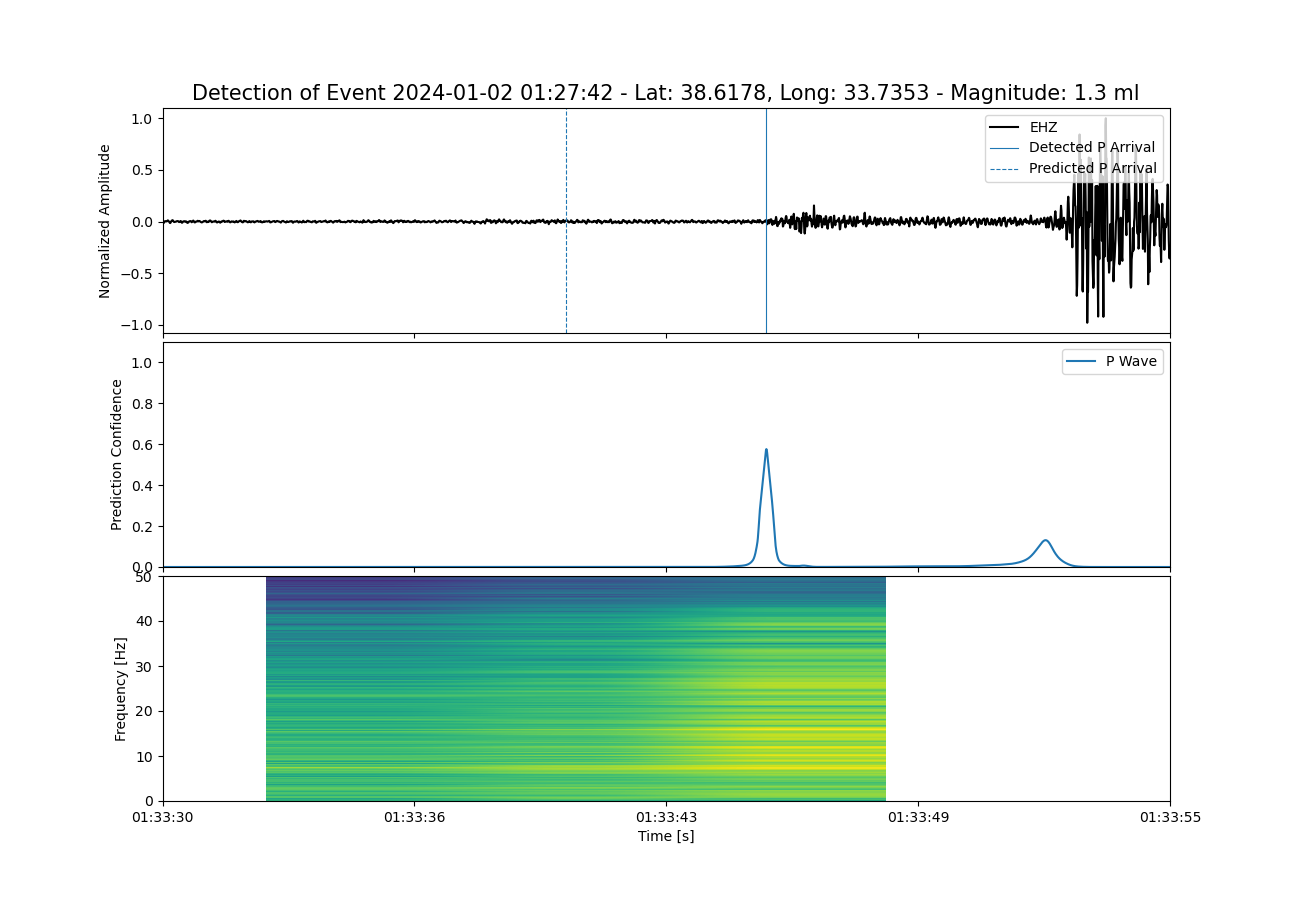 Detection of Event 2024-01-02 01:27:42 - Lat: 38.6178, Long: 33.7353 - Magnitude: 1.3 ml
Normalized Amplitude
1.0
0.5
0.0
−0.5
−1.0
EHZ
Detected P Arrival
Predicted P Arrival
Prediction Confidence
1.0
0.8
0.6
0.4
0.2
0.0
P Wave
Frequency [Hz]
50
40
30
20
10
0
01:33:30 01:33:36 01:33:43 01:33:49 01:33:55
Time [s]